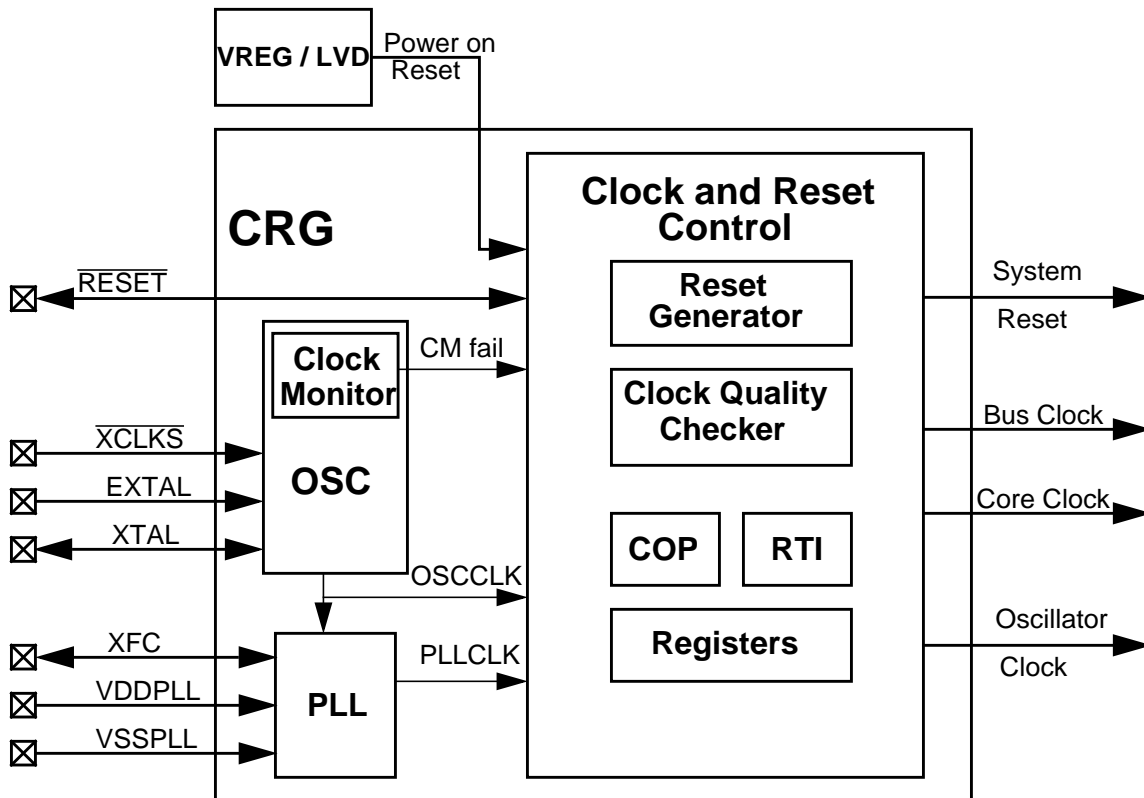 VREG / LVD
Power on
Reset
CRG
Clock and Reset
Control
RESET
Reset
Generator
System
Reset
Clock
Monitor
CM fail
Clock Quality
Checker
Bus Clock
XCLKS
EXTAL
XTAL
OSC
Core Clock
COP
RTI
OSCCLK
XFC
VDDPLL
VSSPLL
PLL
PLLCLK
Registers
Oscillator
Clock